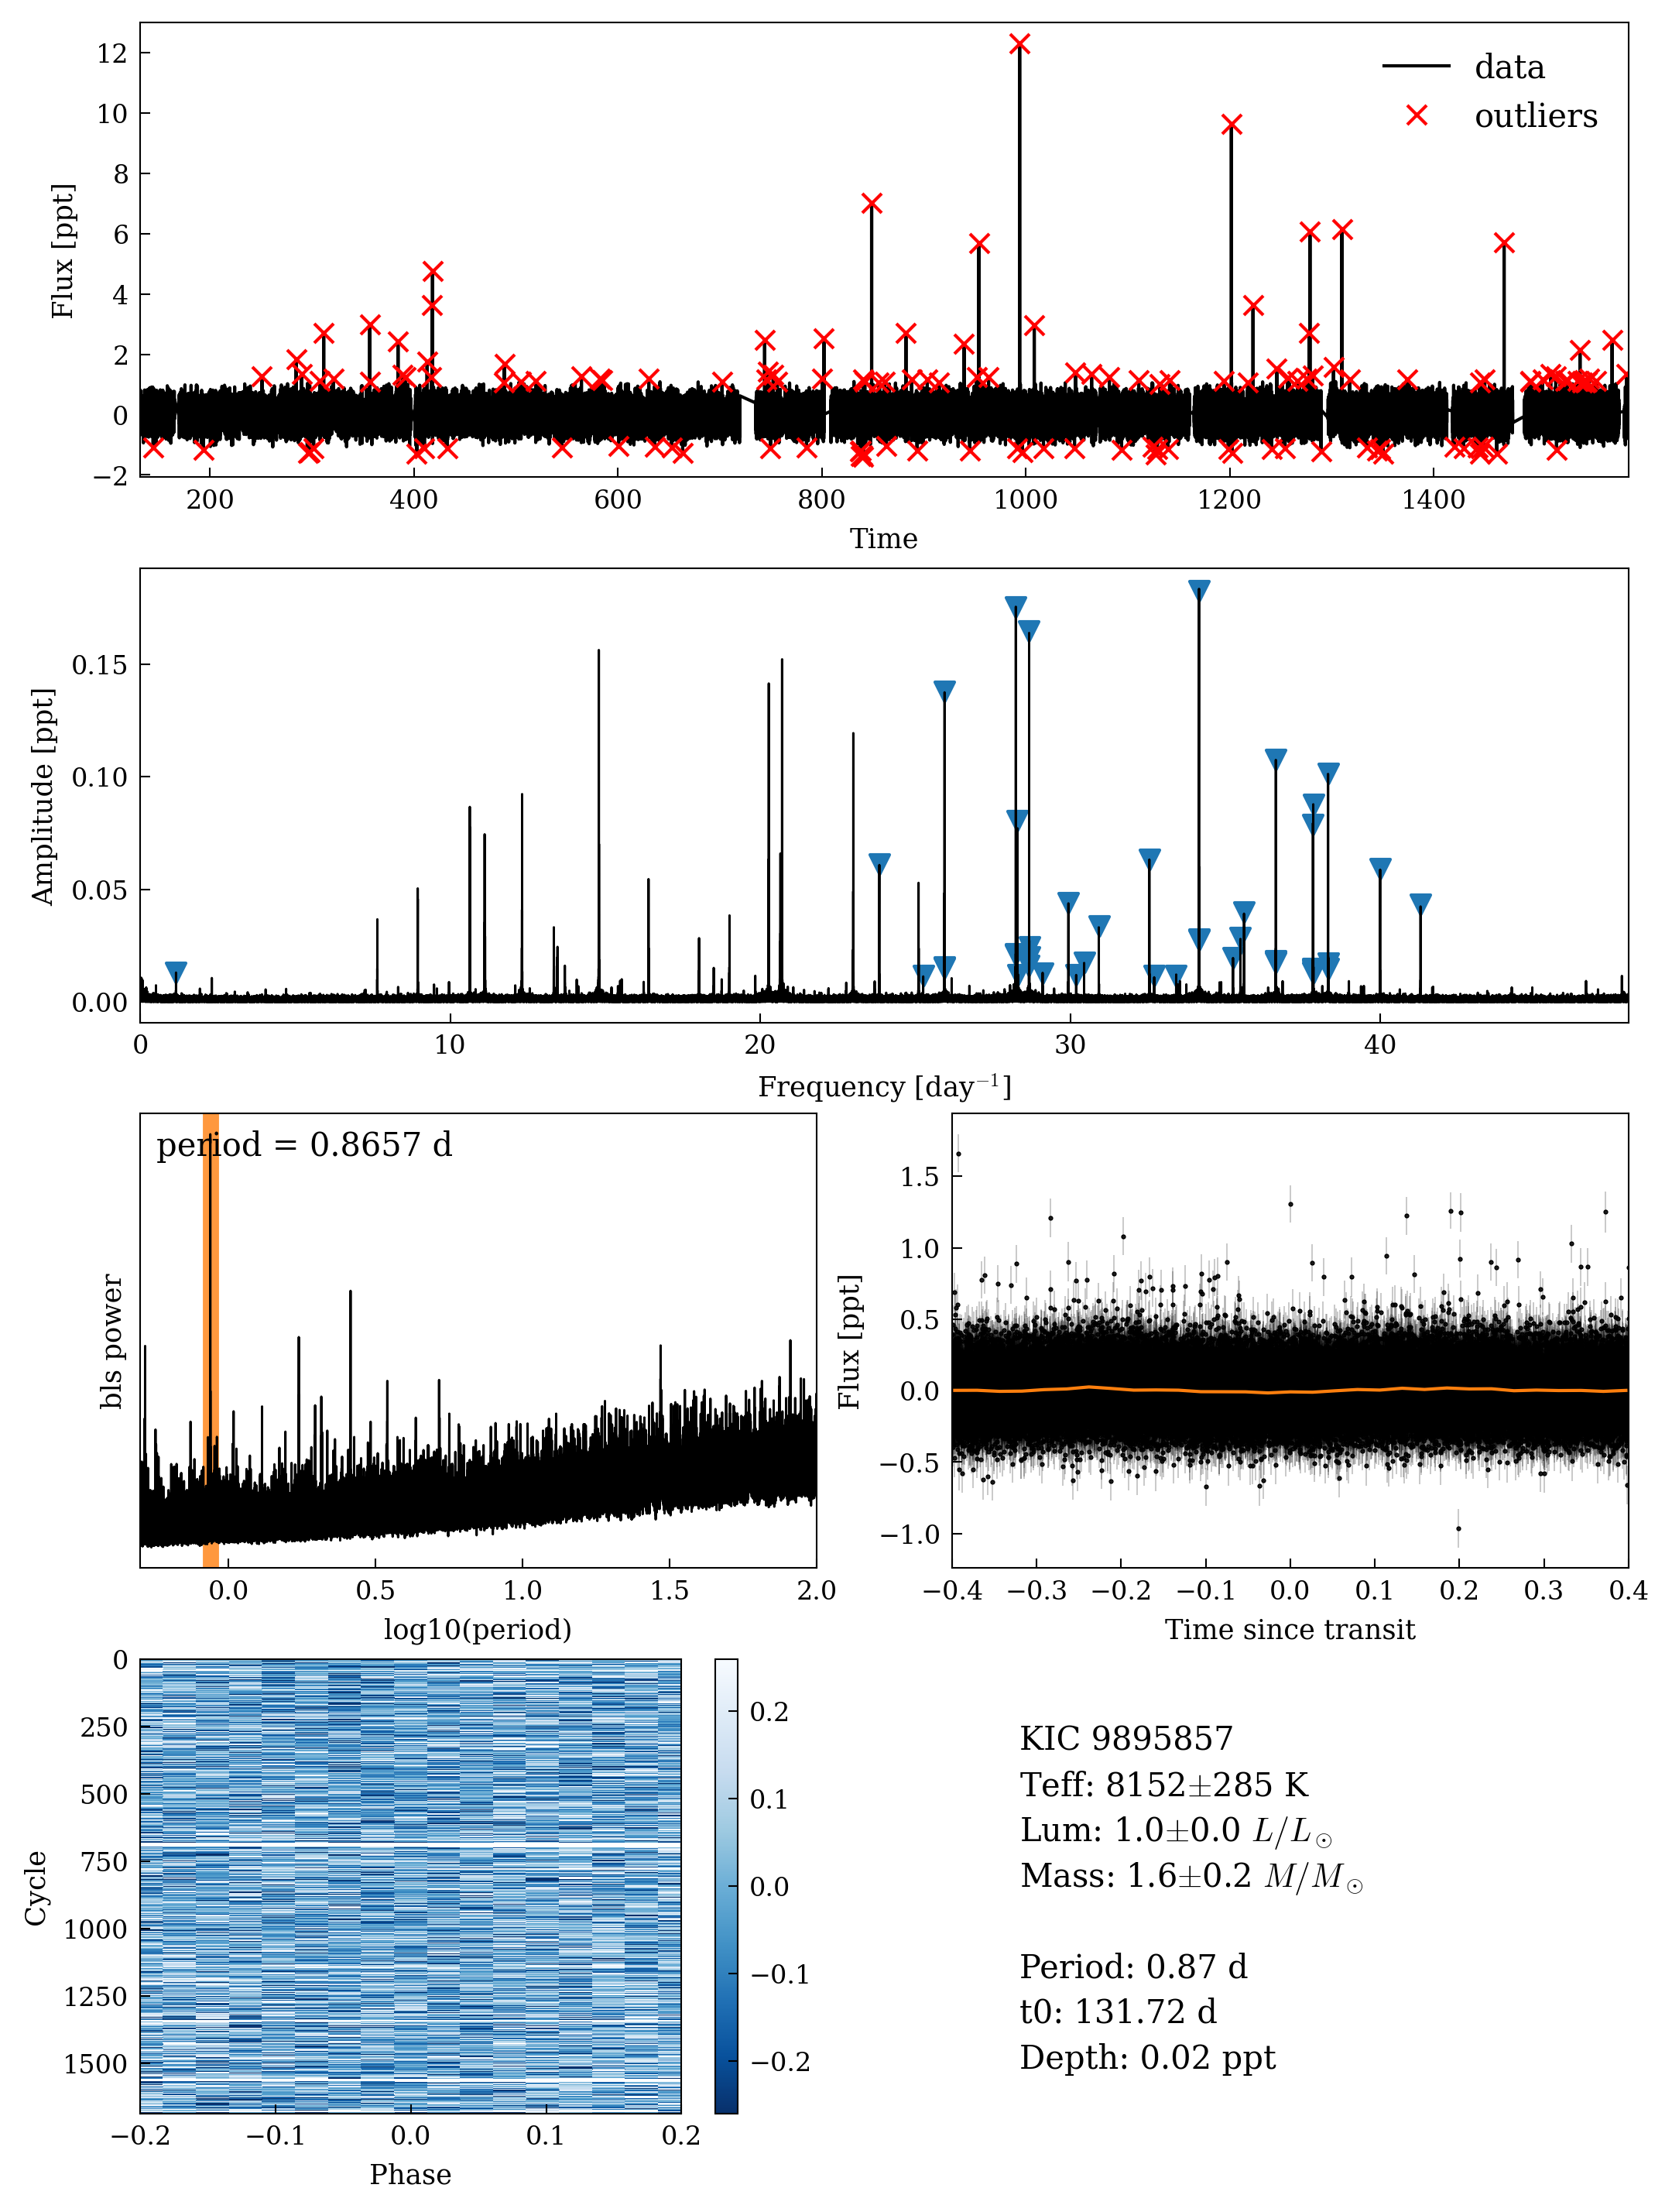 12
10
8
6
4
2
0
−2
Flux [ppt]
data
outliers
200 400 600 800 1000 1200 1400
Time
0.15
0.10
0.05
0.00
Amplitude [ppt]
0 10 20 30 40
Frequency [day⁻¹]
period = 0.8657 d
bls power
0.0 0.5 1.0 1.5 2.0
log10(period)
1.5
1.0
0.5
0.0
−0.5
−1.0
Flux [ppt]
−0.4 −0.3 −0.2 −0.1 0.0 0.1 0.2 0.3 0.4
Time since transit
0
250
500
750
1000
1250
1500
Cycle
−0.2 −0.1 0.0 0.1 0.2
Phase
0.2
0.1
0.0
−0.1
−0.2
KIC 9895857
Teff: 8152±285 K
Lum: 1.0±0.0 L/L☉
Mass: 1.6±0.2 M/M☉
Period: 0.87 d
t0: 131.72 d
Depth: 0.02 ppt